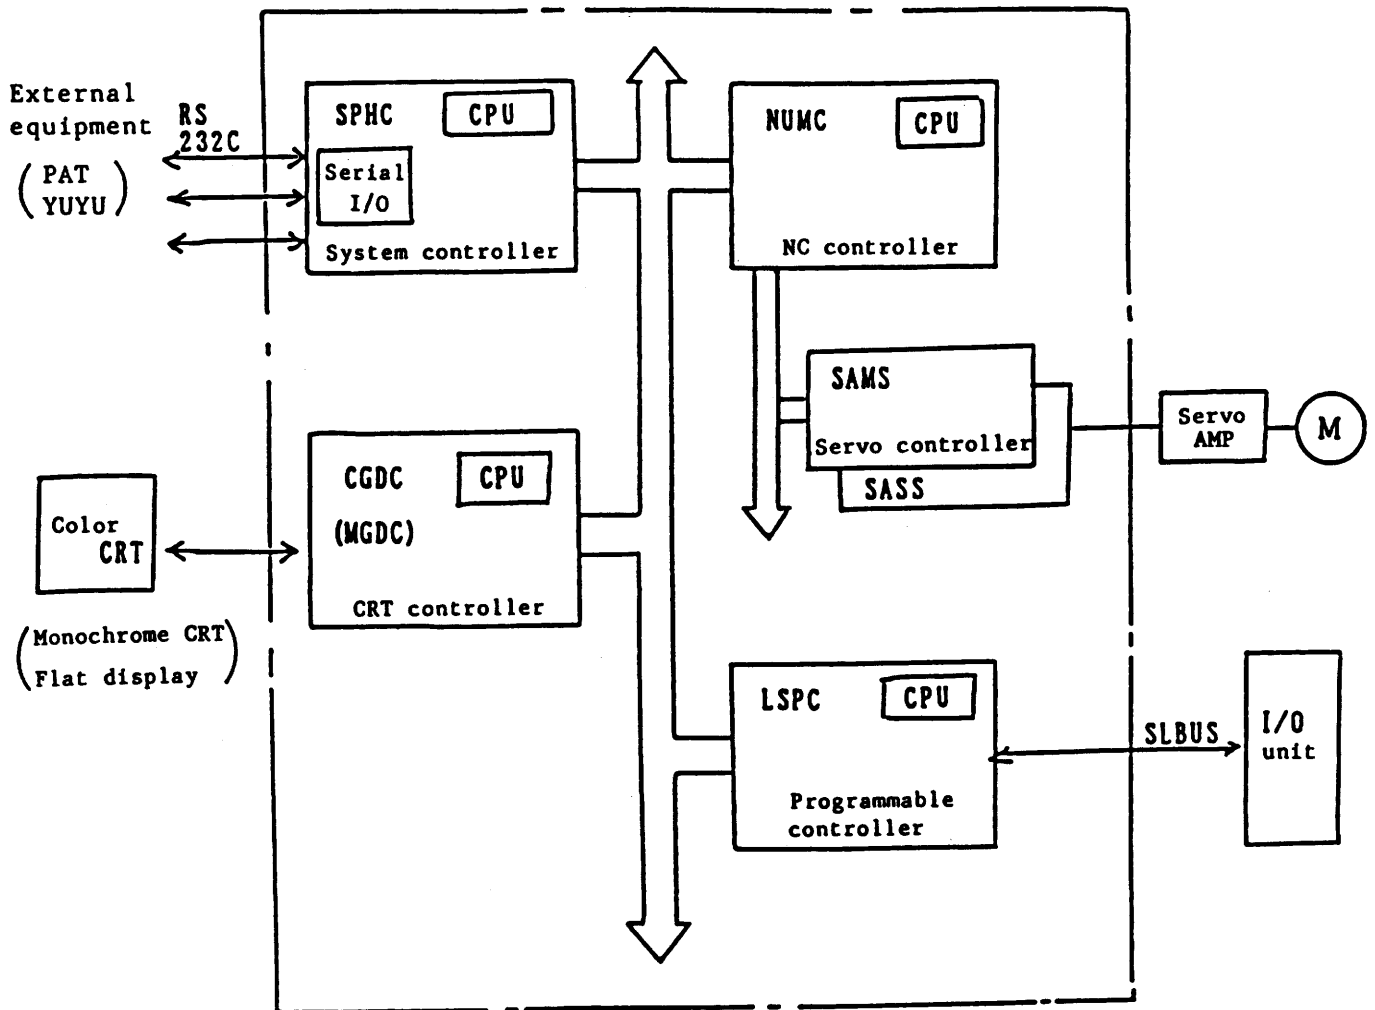 External
equipment
RS
232C
( PAT
YUYU )
SPHC
CPU
Serial
I/O
System controller
NUMC
CPU
NC controller
SAMS
Servo controller
SASS
Servo
AMP
M
Color
CRT
(Monochrome CRT
Flat display)
CGDC
CPU
(MGDC)
CRT controller
LSPC
CPU
Programmable
controller
SLBUS
I/O
unit